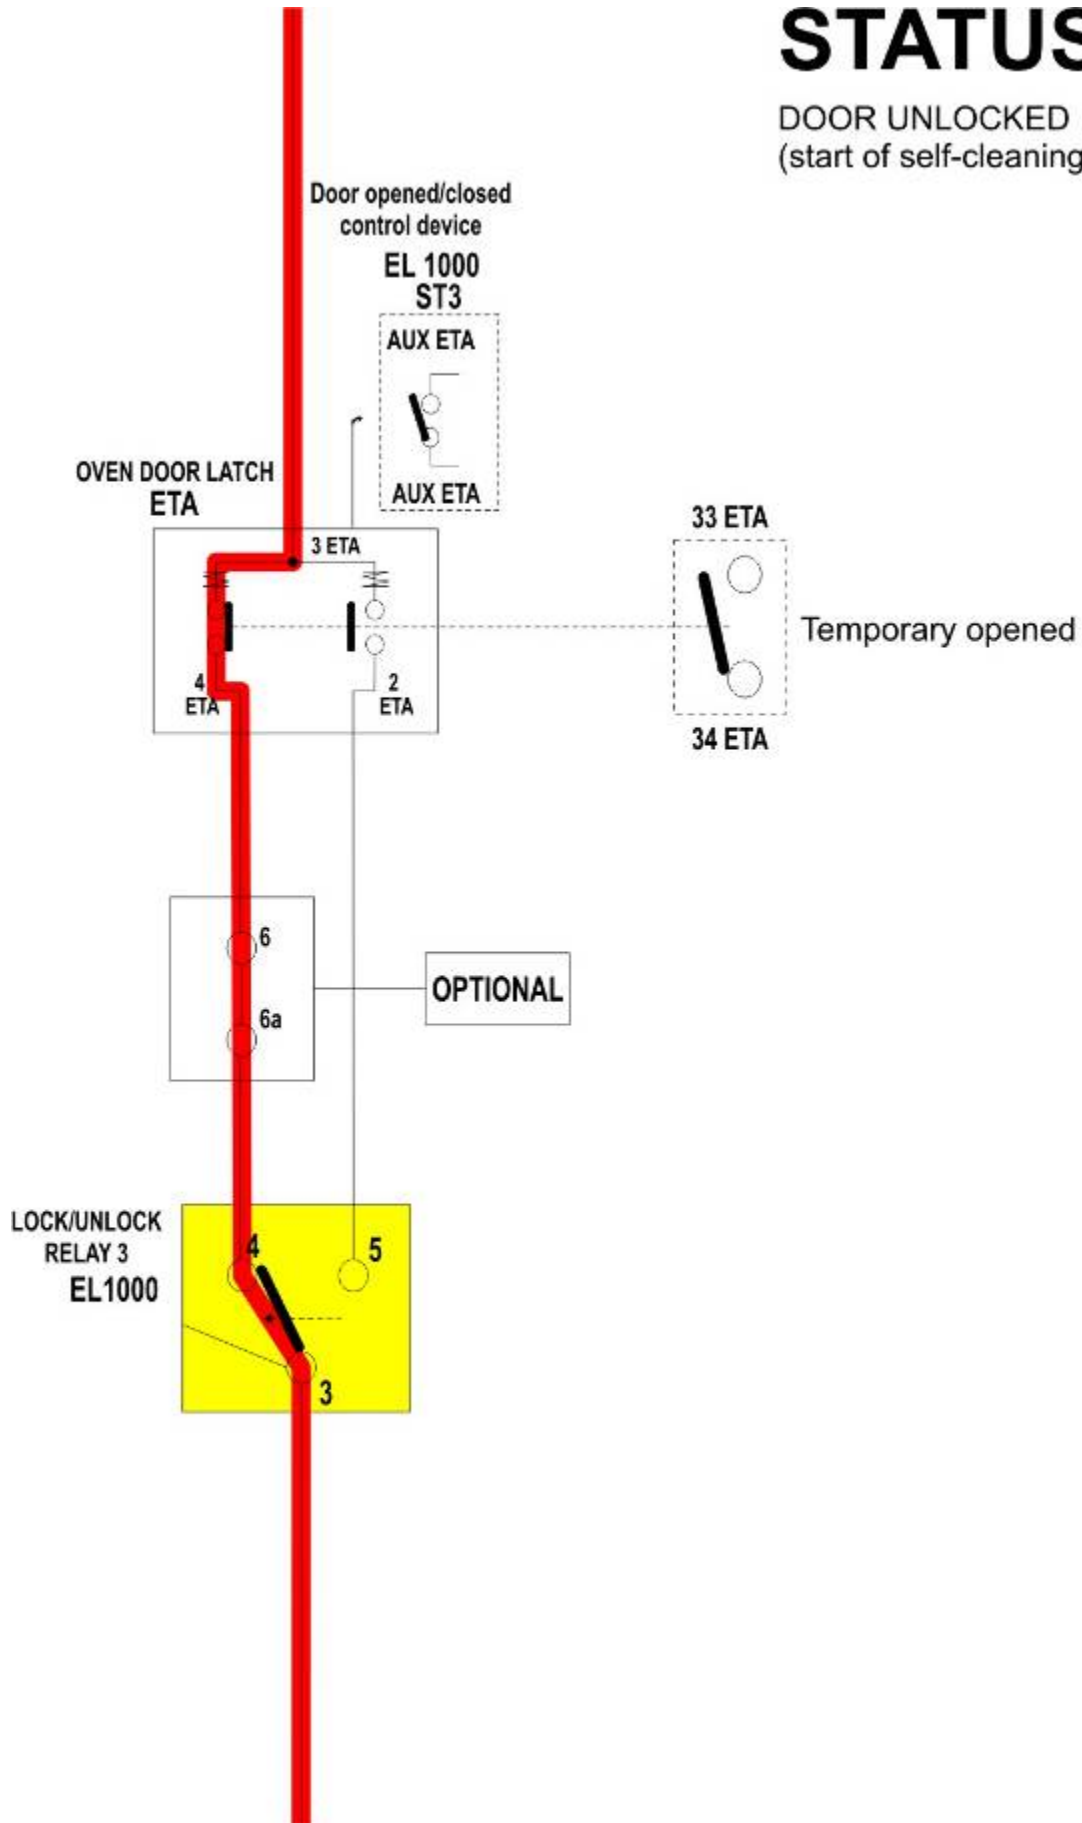 STATUS
DOOR UNLOCKED
(start of self-cleaning
Door opened/closed
control device
EL 1000
ST3
AUX ETA
AUX ETA
OVEN DOOR LATCH
ETA
3 ETA
4
ETA
2
ETA
33 ETA
Temporary opened
34 ETA
6
6a
OPTIONAL
LOCK/UNLOCK
RELAY 3
EL1000
4
5
3